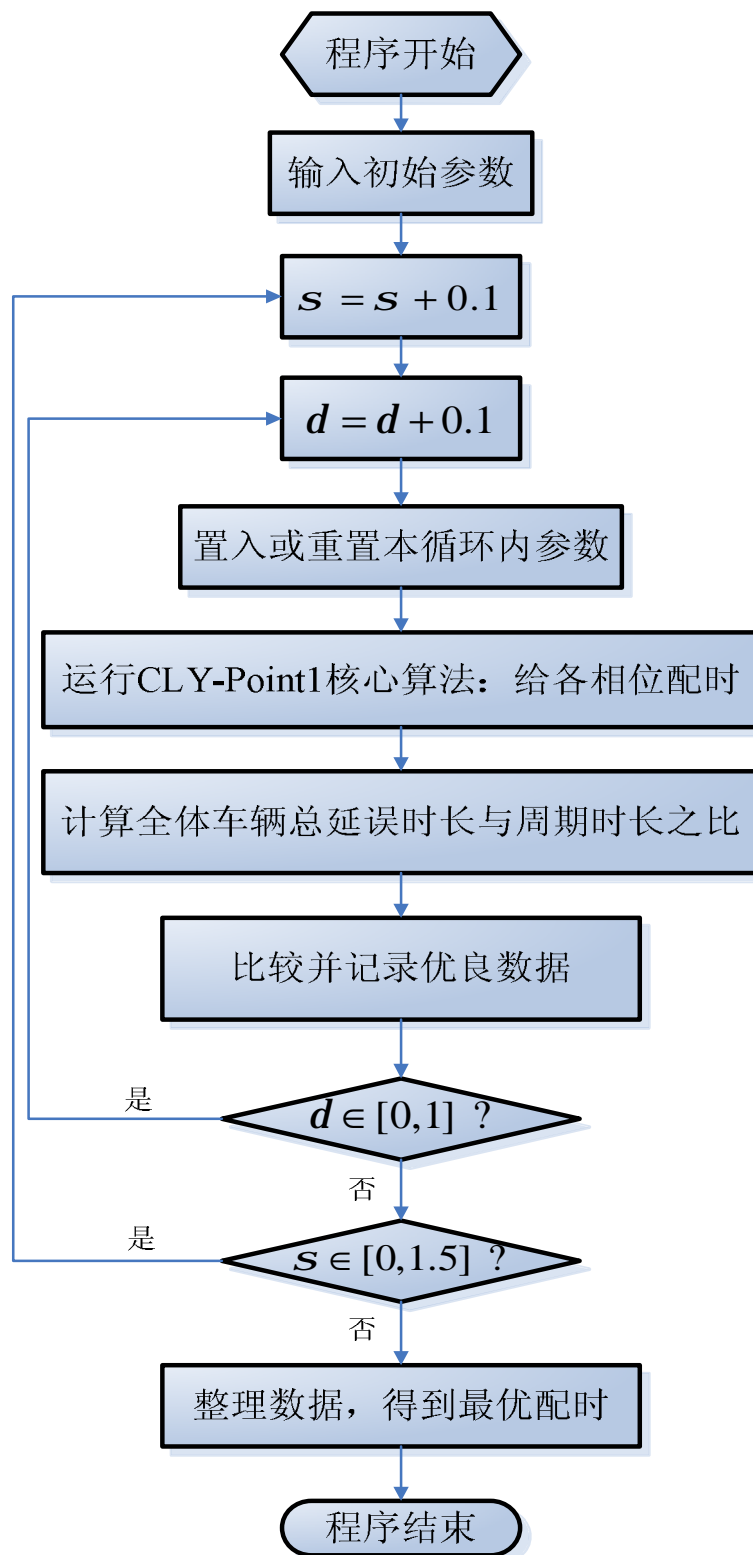 程序开始
输入初始参数
s = s + 0.1
d = d + 0.1
置入或重置本循环内参数
运行CLY-Point1核心算法：给各相位配时
计算全体车辆总延误时长与周期时长之比
比较并记录优良数据
是
d ∈ [0,1] ?
否
是
s ∈ [0,1.5] ?
否
整理数据，得到最优配时
程序结束